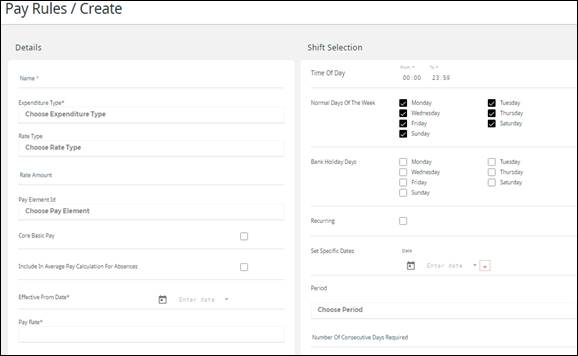 Pay Rules / Create
Details
Name *
Expenditure Type*
Choose Expenditure Type
Rate Type
Choose Rate Type
Rate Amount
Pay Element Id
Choose Pay Element
Core Basic Pay
Include In Average Pay Calculation For Absences
Effective From Date*
Enter date
Pay Rate*
Shift Selection
Time Of Day
From *
To *
00:00
23:59
Normal Days Of The Week
Monday
Tuesday
Wednesday
Thursday
Friday
Saturday
Sunday
Bank Holiday Days
Monday
Tuesday
Wednesday
Thursday
Friday
Saturday
Sunday
Recurring
Set Specific Dates
Date
Enter date
Period
Choose Period
Number Of Consecutive Days Required